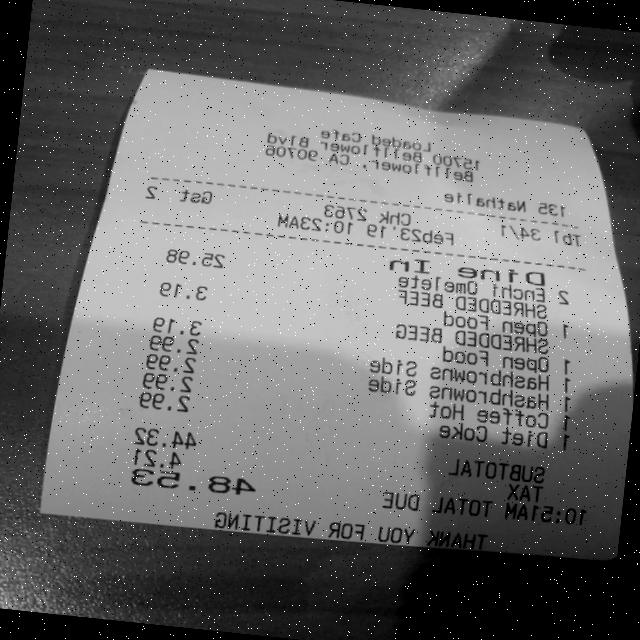 Loaded Cafe
15700 Bellflower Blvd
Bellflower, CA 90706
135 Nathalie
Tbl 34/1 Chk 2763 Gst 2
Feb23'19 10:23AM
Dine In
2 Enchi Omelete 25.98
SHREDDED BEEF
1 Open Food 3.19
SHREDDED BEEG
1 Open Food 3.19
1 Hashbrowns Side 2.99
1 Hashbrowns Side 2.99
1 Coffee Hot 2.99
1 Diet Coke 2.99
SUBTOTAL 44.32
TAX 4.21
10:51AM TOTAL DUE 48.53
THANK YOU FOR VISITING